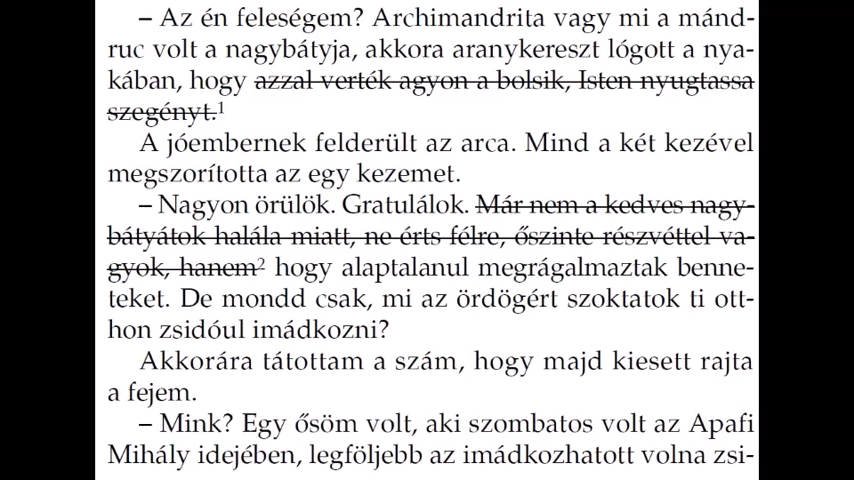 – Az én feleségem? Archimandrita vagy mi a mánd-
ruc volt a nagybátyja, akkora aranykereszt lógott a nya-
kában, hogy azzal verték agyon a bolsik, Isten nyugtassa
szegényt.1
A jóembernek felderült az arca. Mind a két kezével
megszorította az egy kezemet.
– Nagyon örülök. Gratulálok. Már nem a kedves nagy-
bátyátok halála miatt, ne érts félre, őszinte részvéttel va-
gyok, hanem2 hogy alaptalanul megrágalmaztak benne-
teket. De mondd csak, mi az ördögért szoktatok ti ott-
hon zsidóul imádkozni?
Akkorára tátottam a szám, hogy majd kiesett rajta
a fejem.
– Mink? Egy ősöm volt, aki szombatos volt az Apafi
Mihály idejében, legföljebb az imádkozhatott volna zsi-